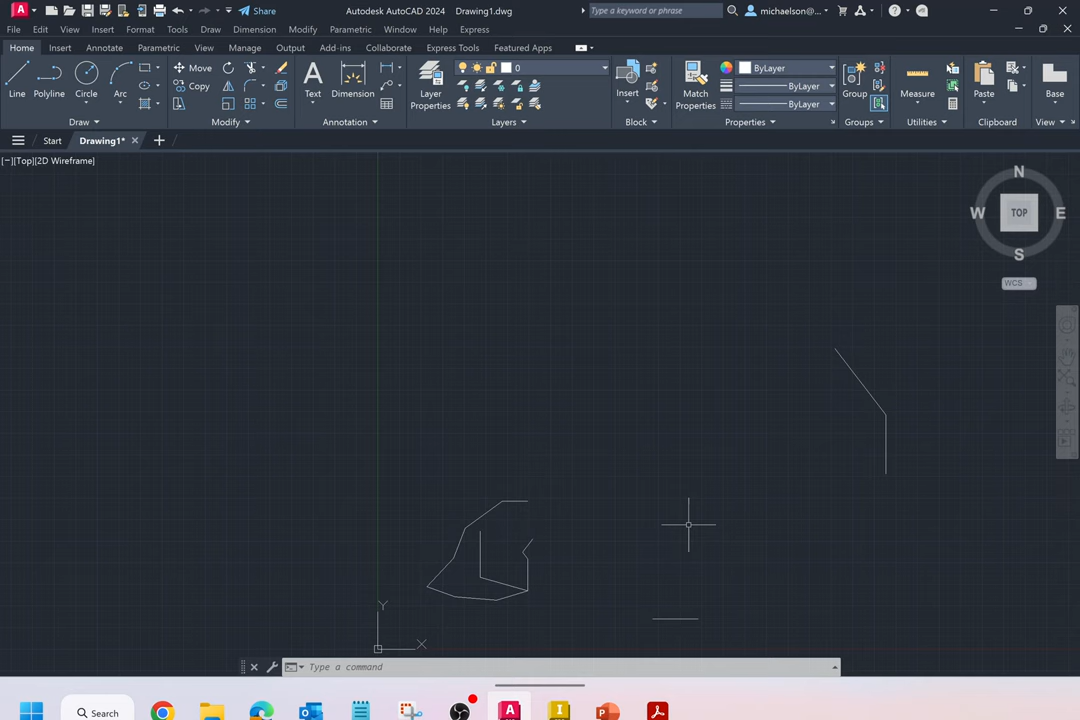 Share Autodesk AutoCAD 2024 Drawing1.dwg Type a keyword or phrase michaelson@...
File Edit View Insert Format Tools Draw Dimension Modify Parametric Window Help Express
Home Insert Annotate Parametric View Manage Output Add-ins Collaborate Express Tools Featured Apps
Move 0 ByLayer
Copy ByLayer
Line Polyline Circle Arc Text Dimension Layer Properties Insert Match Properties Group Measure Paste Base
ByLayer
Draw Modify Annotation Layers Block Properties Groups Utilities Clipboard View
Start Drawing1*
[−][Top][2D Wireframe]
N
W TOP E
S
WCS
Y
X
Type a command
Search